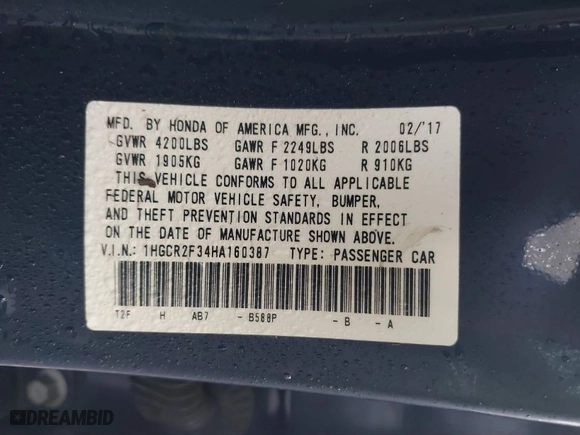 MFD. BY HONDA OF AMERICA MFG., INC. 02/'17
GVWR 4200LBS GAWR F 2249LBS R 2006LBS
GVWR 1905KG GAWR F 1020KG R 910KG
THIS VEHICLE CONFORMS TO ALL APPLICABLE
FEDERAL MOTOR VEHICLE SAFETY, BUMPER,
AND THEFT PREVENTION STANDARDS IN EFFECT
ON THE DATE OF MANUFACTURE SHOWN ABOVE.
V.I.N.: 1HGCR2F34HA160387 TYPE: PASSENGER CAR
T2F H AB7 - B588P - B - A
DREAMBID